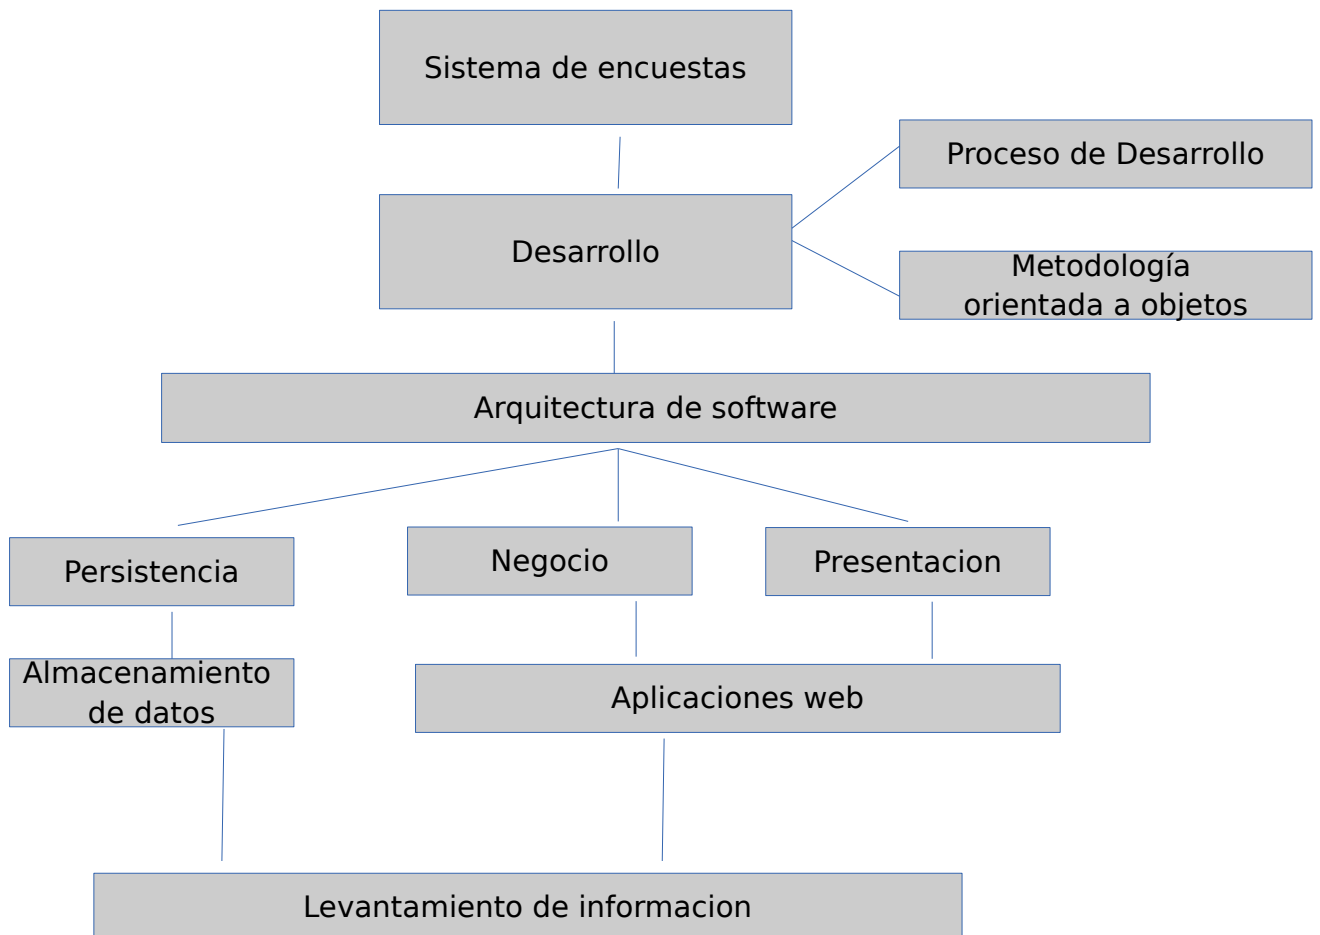 Sistema de encuestas
Proceso de Desarrollo
Desarrollo
Metodología
orientada a objetos
Arquitectura de software
Persistencia
Negocio
Presentacion
Almacenamiento
de datos
Aplicaciones web
Levantamiento de informacion